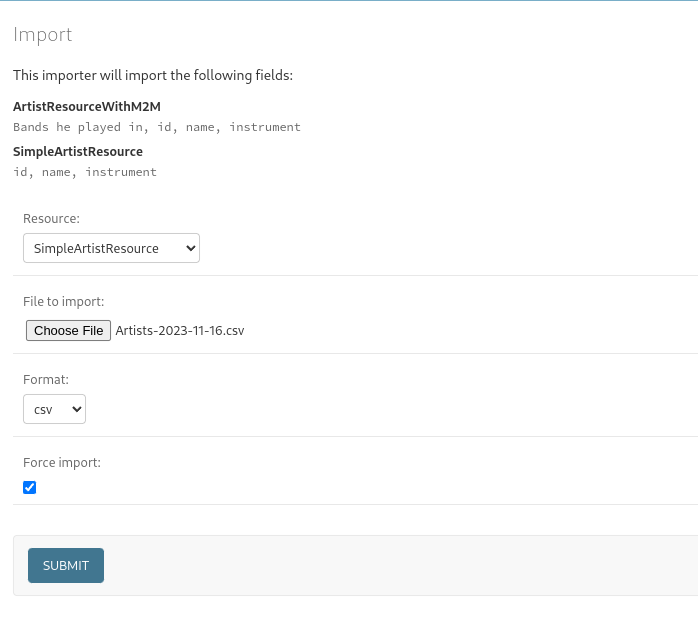 Import
This importer will import the following fields:
ArtistResourceWithM2M
Bands he played in, id, name, instrument
SimpleArtistResource
id, name, instrument
Resource:
SimpleArtistResource
File to import:
Choose File Artists-2023-11-16.csv
Format:
csv
Force import:
SUBMIT